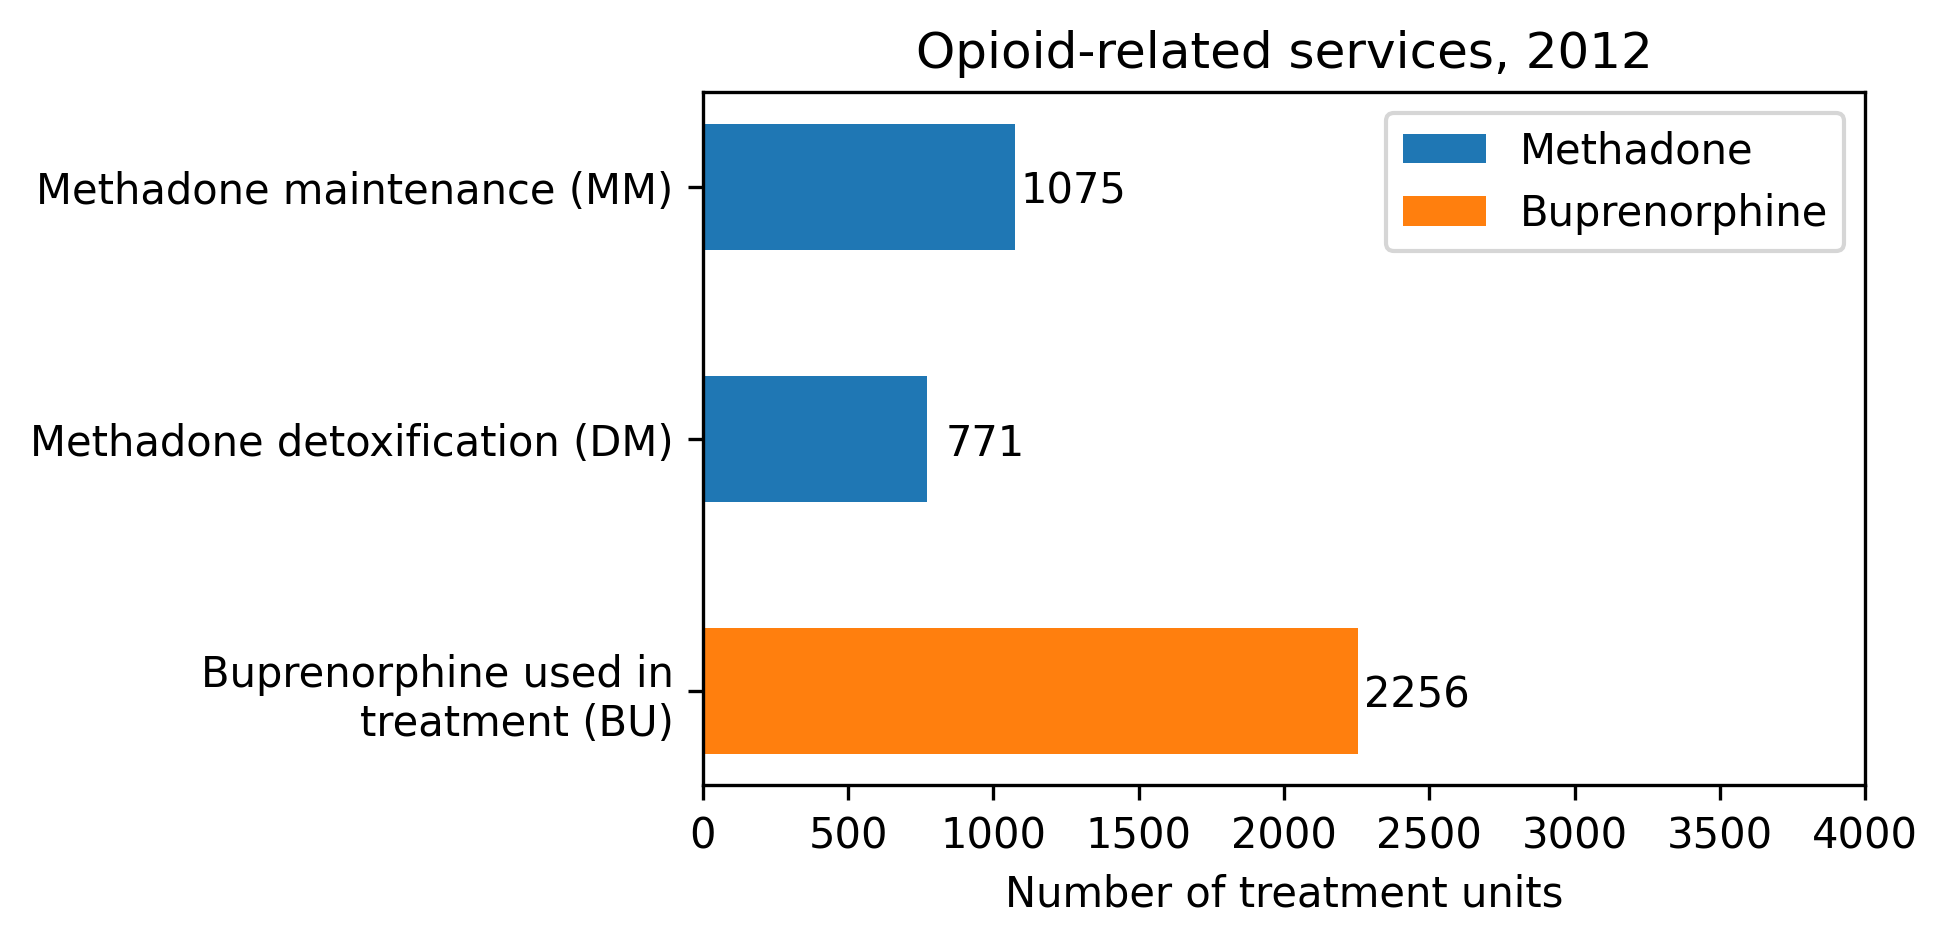 Opioid-related services, 2012
Methadone
Buprenorphine
Methadone maintenance (MM)
1075
Methadone detoxification (DM)
771
Buprenorphine used in
treatment (BU)
2256
0 500 1000 1500 2000 2500 3000 3500 4000
Number of treatment units